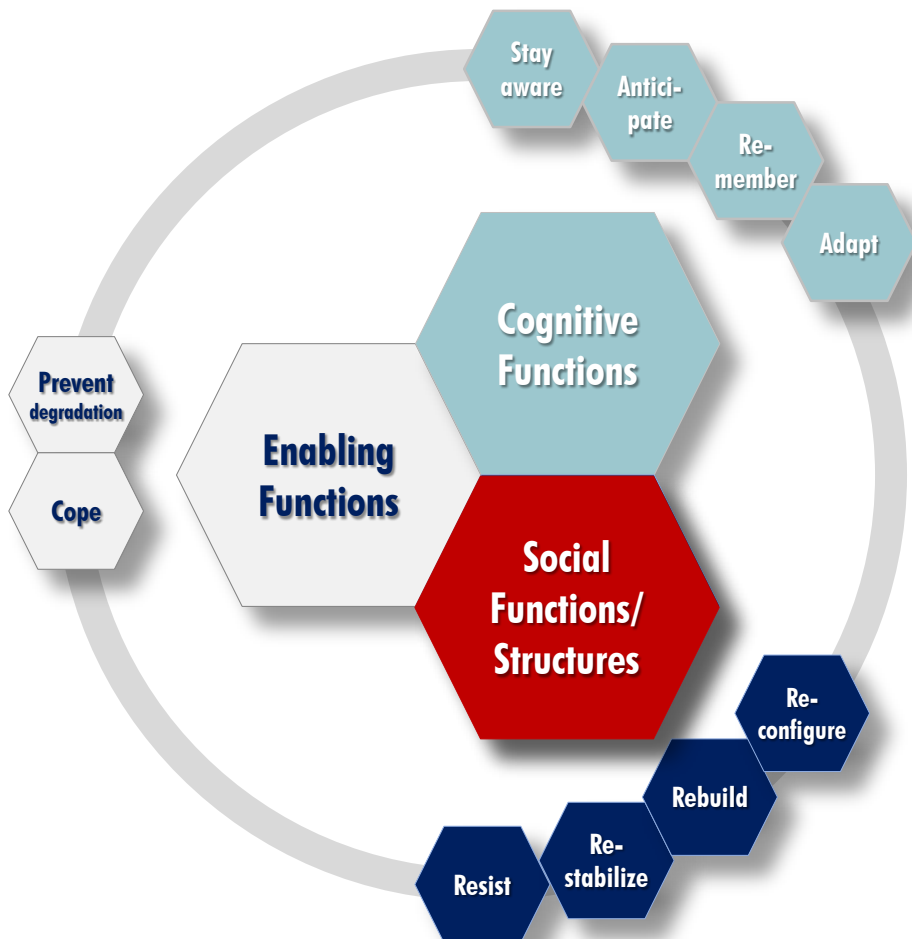 Stay
aware
Antici-
pate
Re-
member
Adapt
Cognitive
Functions
Prevent
degradation
Cope
Enabling
Functions
Social
Functions/
Structures
Re-
configure
Rebuild
Re-
stabilize
Resist